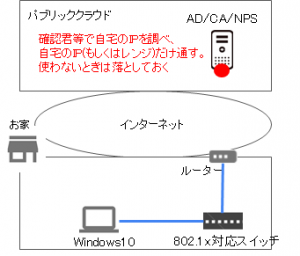 パブリッククラウド
AD/CA/NPS
確認君等で自宅のIPを調べ、
自宅のIP(もしくはレンジ)だけ通す。
使わないときは落としておく
お家
インターネット
ルーター
Windows10
802.1x対応スイッチ